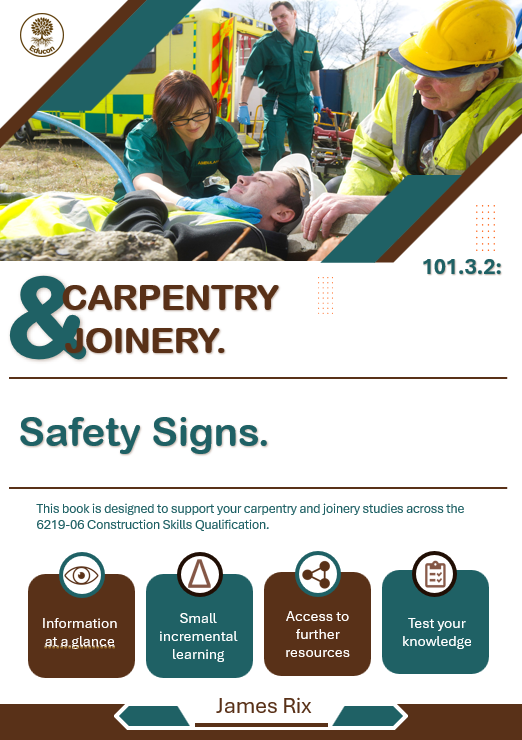 Educon
101.3.2:
& CARPENTRY
JOINERY.
Safety Signs.
This book is designed to support your carpentry and joinery studies across the
6219-06 Construction Skills Qualification.
Information
at a glance
Small
incremental
learning
Access to
further
resources
Test your
knowledge
James Rix